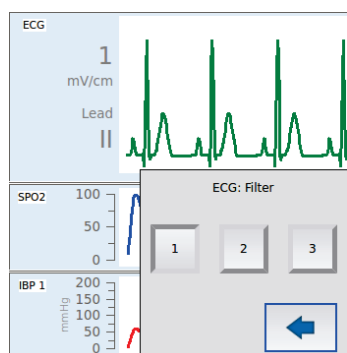 ECG
1
mV/cm
Lead
II
ECG: Filter
1 2 3
SPO2
100
50
0
IBP 1
mmHg
200
150
100
50
0